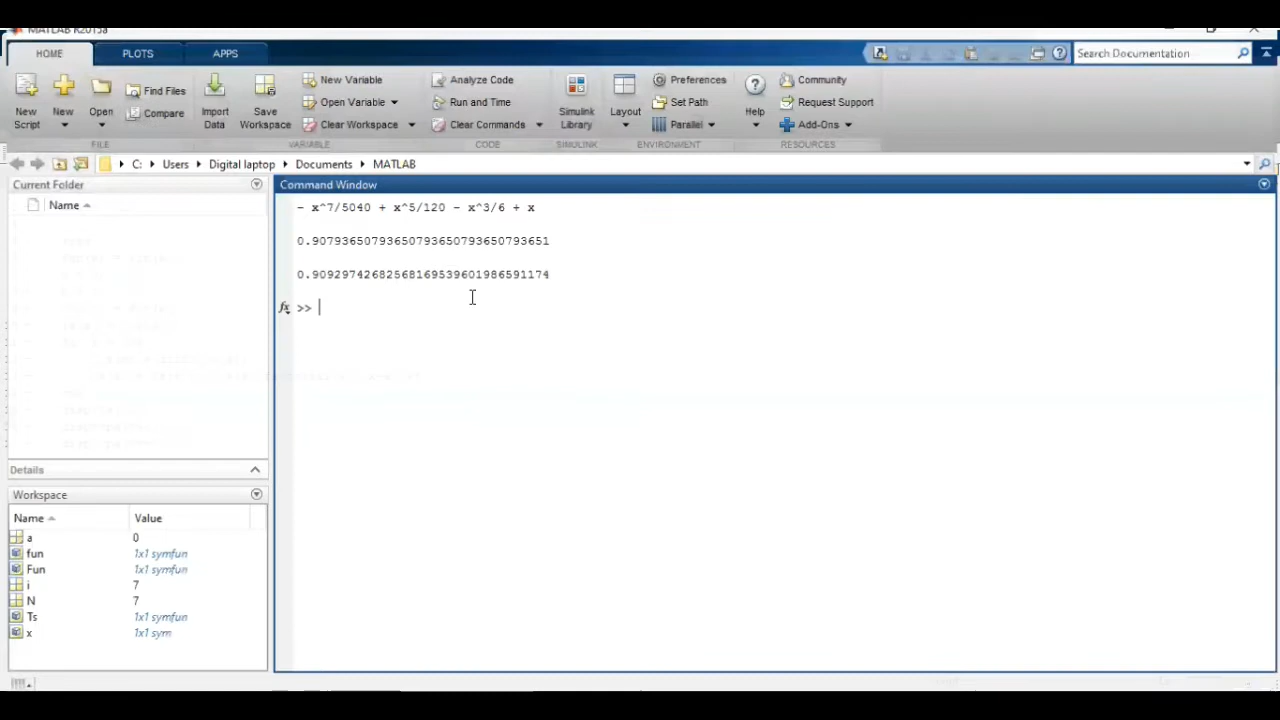 MATLAB R2015a
HOME PLOTS APPS Search Documentation
New Script New Open Find Files Compare Import Data Save Workspace New Variable Open Variable Clear Workspace Analyze Code Run and Time Clear Commands Simulink Library Layout Preferences Set Path Parallel Help Community Request Support Add-Ons
FILE VARIABLE CODE SIMULINK ENVIRONMENT RESOURCES
C: Users Digital laptop Documents MATLAB
Current Folder
Name
Command Window
- x^7/5040 + x^5/120 - x^3/6 + x
0.90793650793650793650793650793651
0.90929742682568169539601986591174
fx >>
Details
Workspace
Name Value
a 0
fun 1x1 symfun
Fun 1x1 symfun
i 7
N 7
Ts 1x1 symfun
x 1x1 sym